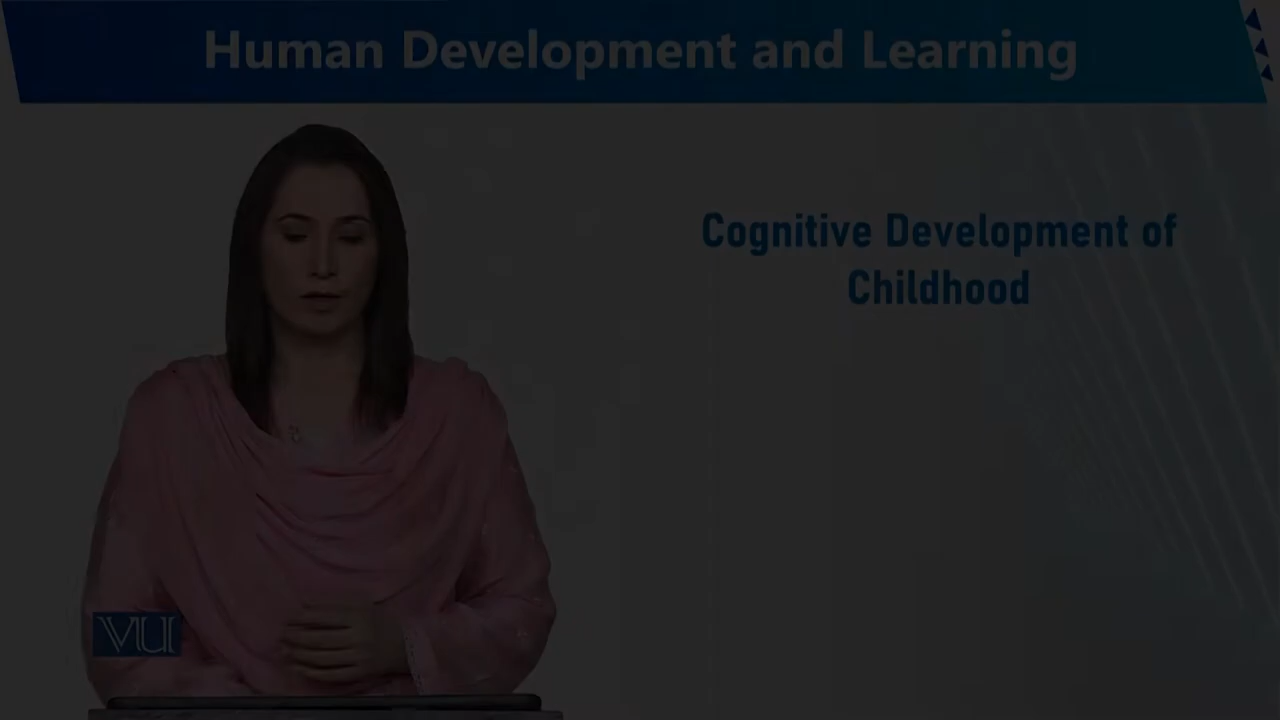 Human Development and Learning
Cognitive Development of
Childhood
VU